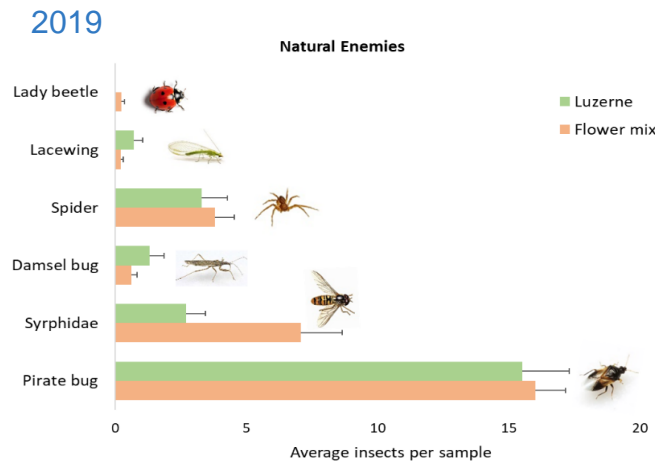 2019
Natural Enemies
Lady beetle
Lacewing
Spider
Damsel bug
Syrphidae
Pirate bug
Luzerne
Flower mix
0 5 10 15 20
Average insects per sample